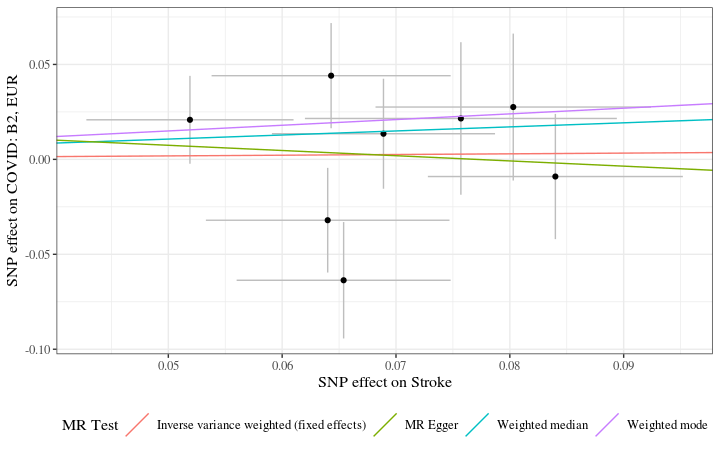 SNP effect on COVID: B2, EUR
0.05
0.00
-0.05
-0.10
0.05 0.06 0.07 0.08 0.09
SNP effect on Stroke
MR Test Inverse variance weighted (fixed effects) MR Egger Weighted median Weighted mode